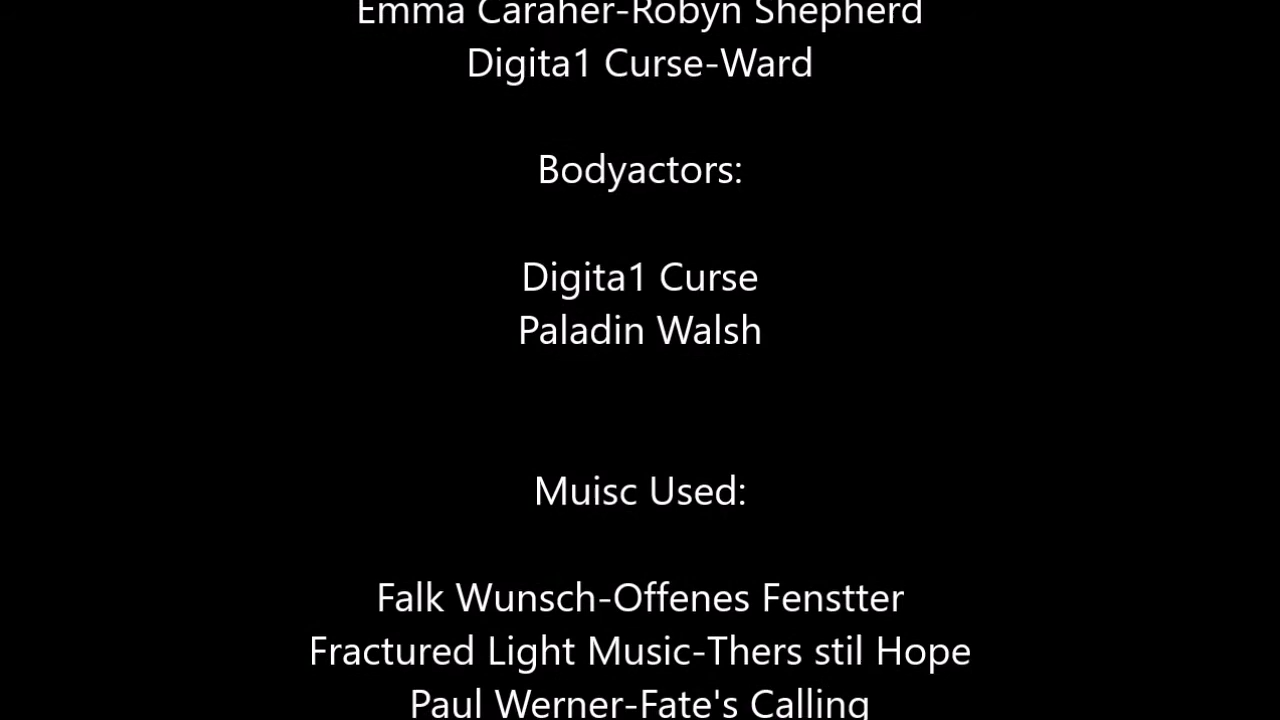 Emma Caraher-Robyn Shepherd
Digita1 Curse-Ward
Bodyactors:
Digita1 Curse
Paladin Walsh
Muisc Used:
Falk Wunsch-Offenes Fenstter
Fractured Light Music-Thers stil Hope
Paul Werner-Fate's Calling